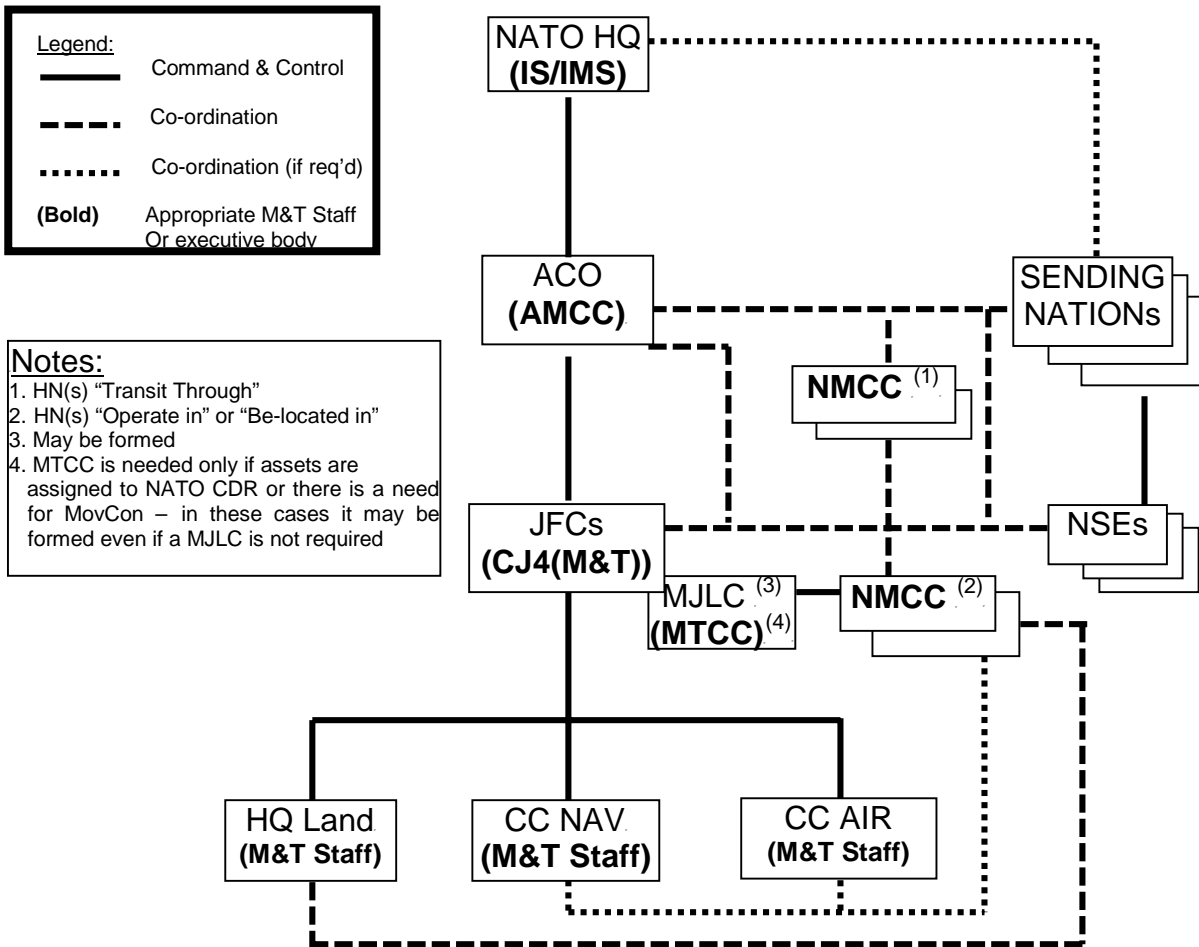 Legend:
Command & Control
Co-ordination
Co-ordination (if req'd)
(Bold) Appropriate M&T Staff
Or executive body
Notes:
1. HN(s) “Transit Through”
2. HN(s) “Operate in” or “Be-located in”
3. May be formed
4. MTCC is needed only if assets are
assigned to NATO CDR or there is a need
for MovCon – in these cases it may be
formed even if a MJLC is not required
NATO HQ
(IS/IMS)
ACO
(AMCC)
SENDING
NATIONs
NMCC (1)
JFCs
(CJ4(M&T))
NSEs
MJLC (3)
(MTCC) (4)
NMCC (2)
HQ Land
(M&T Staff)
CC NAV
(M&T Staff)
CC AIR
(M&T Staff)